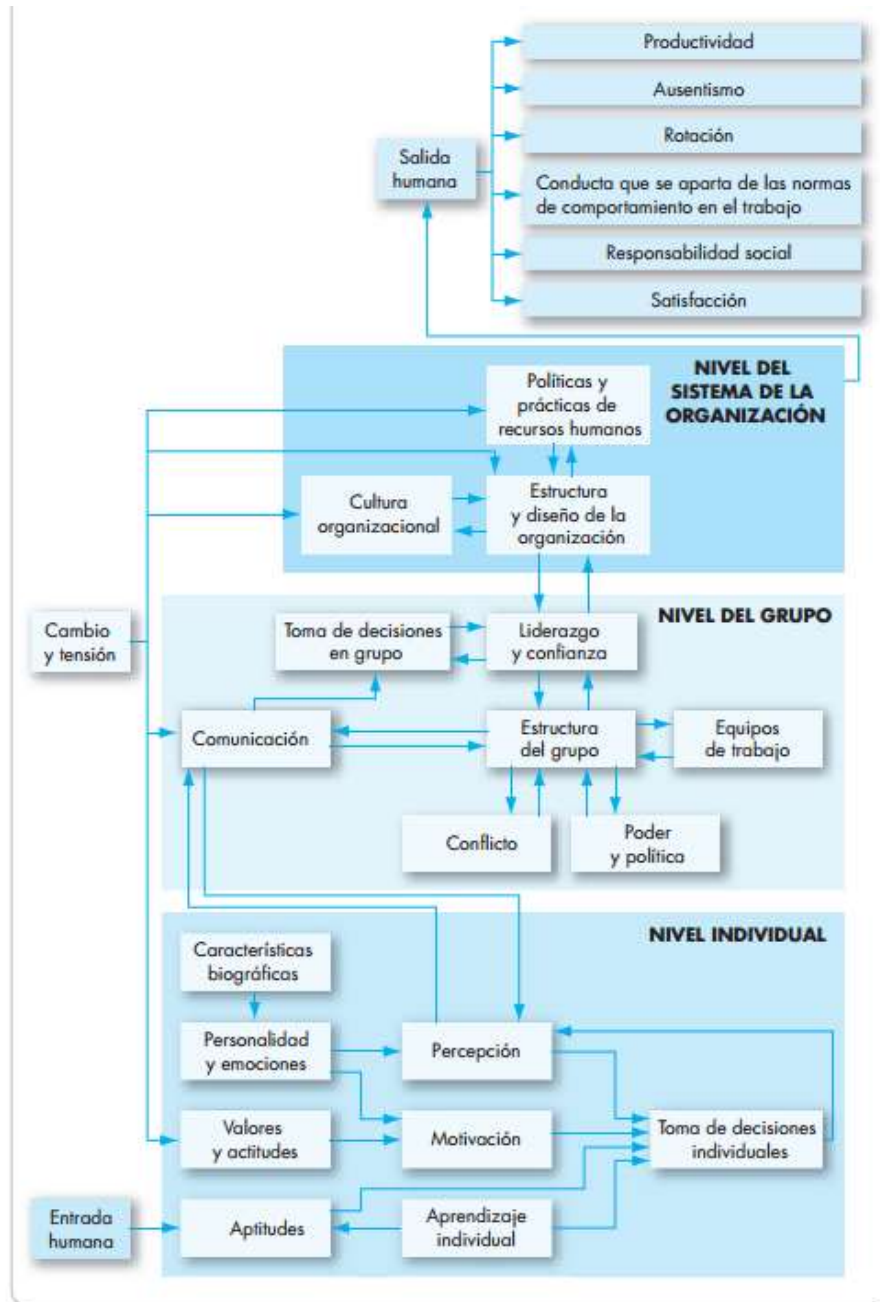 Productividad
Ausentismo
Rotación
Salida
humana
Conducta que se aparta de las normas
de comportamiento en el trabajo
Responsabilidad social
Satisfacción
NIVEL DEL
SISTEMA DE LA
ORGANIZACIÓN
Políticas y
prácticas de
recursos humanos
Cultura
organizacional
Estructura
y diseño de la
organización
Cambio
y tensión
NIVEL DEL GRUPO
Toma de decisiones
en grupo
Liderazgo
y confianza
Comunicación
Estructura
del grupo
Equipos
de trabajo
Conflicto
Poder
y política
NIVEL INDIVIDUAL
Características
biográficas
Personalidad
y emociones
Percepción
Valores
y actitudes
Motivación
Toma de decisiones
individuales
Entrada
humana
Aptitudes
Aprendizaje
individual